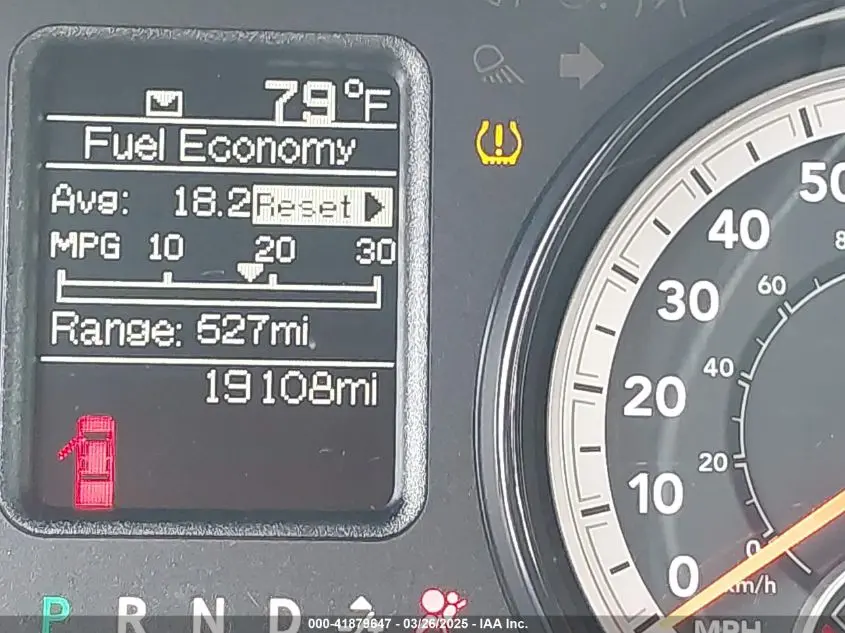 79°F
Fuel Economy
Avg: 18.2 Reset
MPG 10 20 30
Range: 627mi
19108mi
P R N D
50
40
30
20
10
0
MPH
80
60
40
20
0
km/h
000-41879647 - 03/26/2025 - IAA Inc.